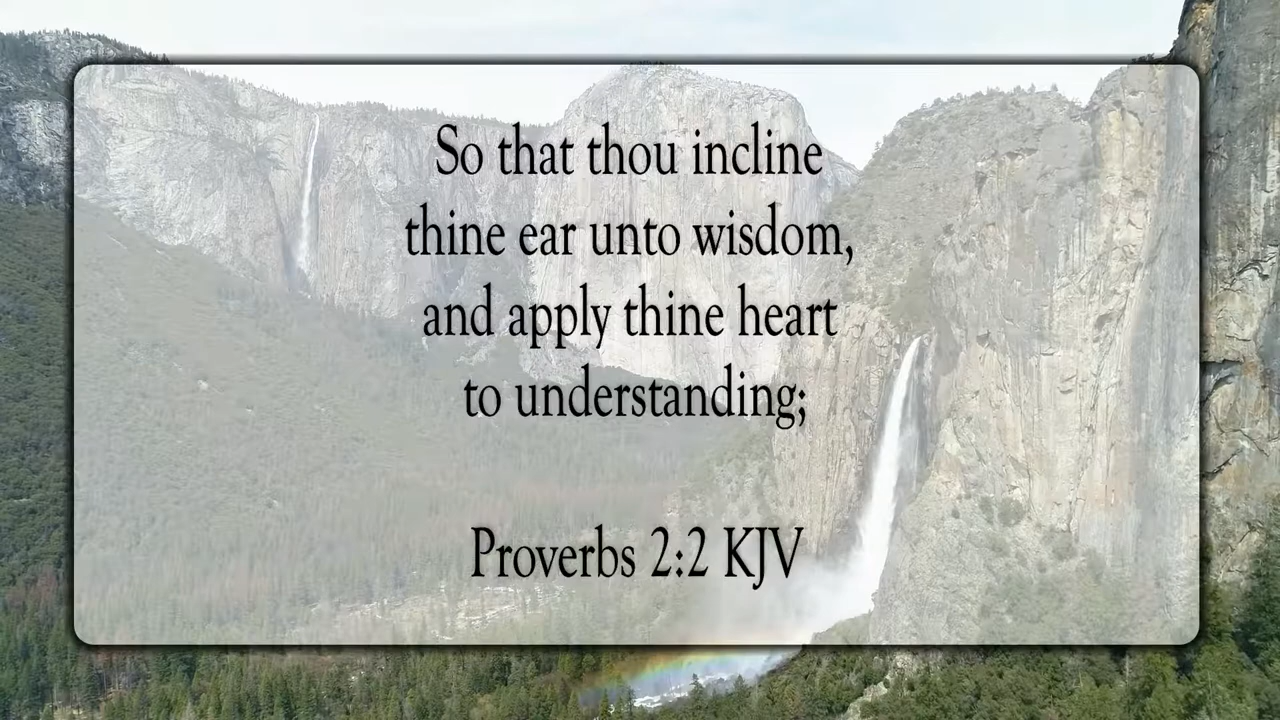 So that thou incline
thine ear unto wisdom,
and apply thine heart
to understanding;
Proverbs 2:2 KJV